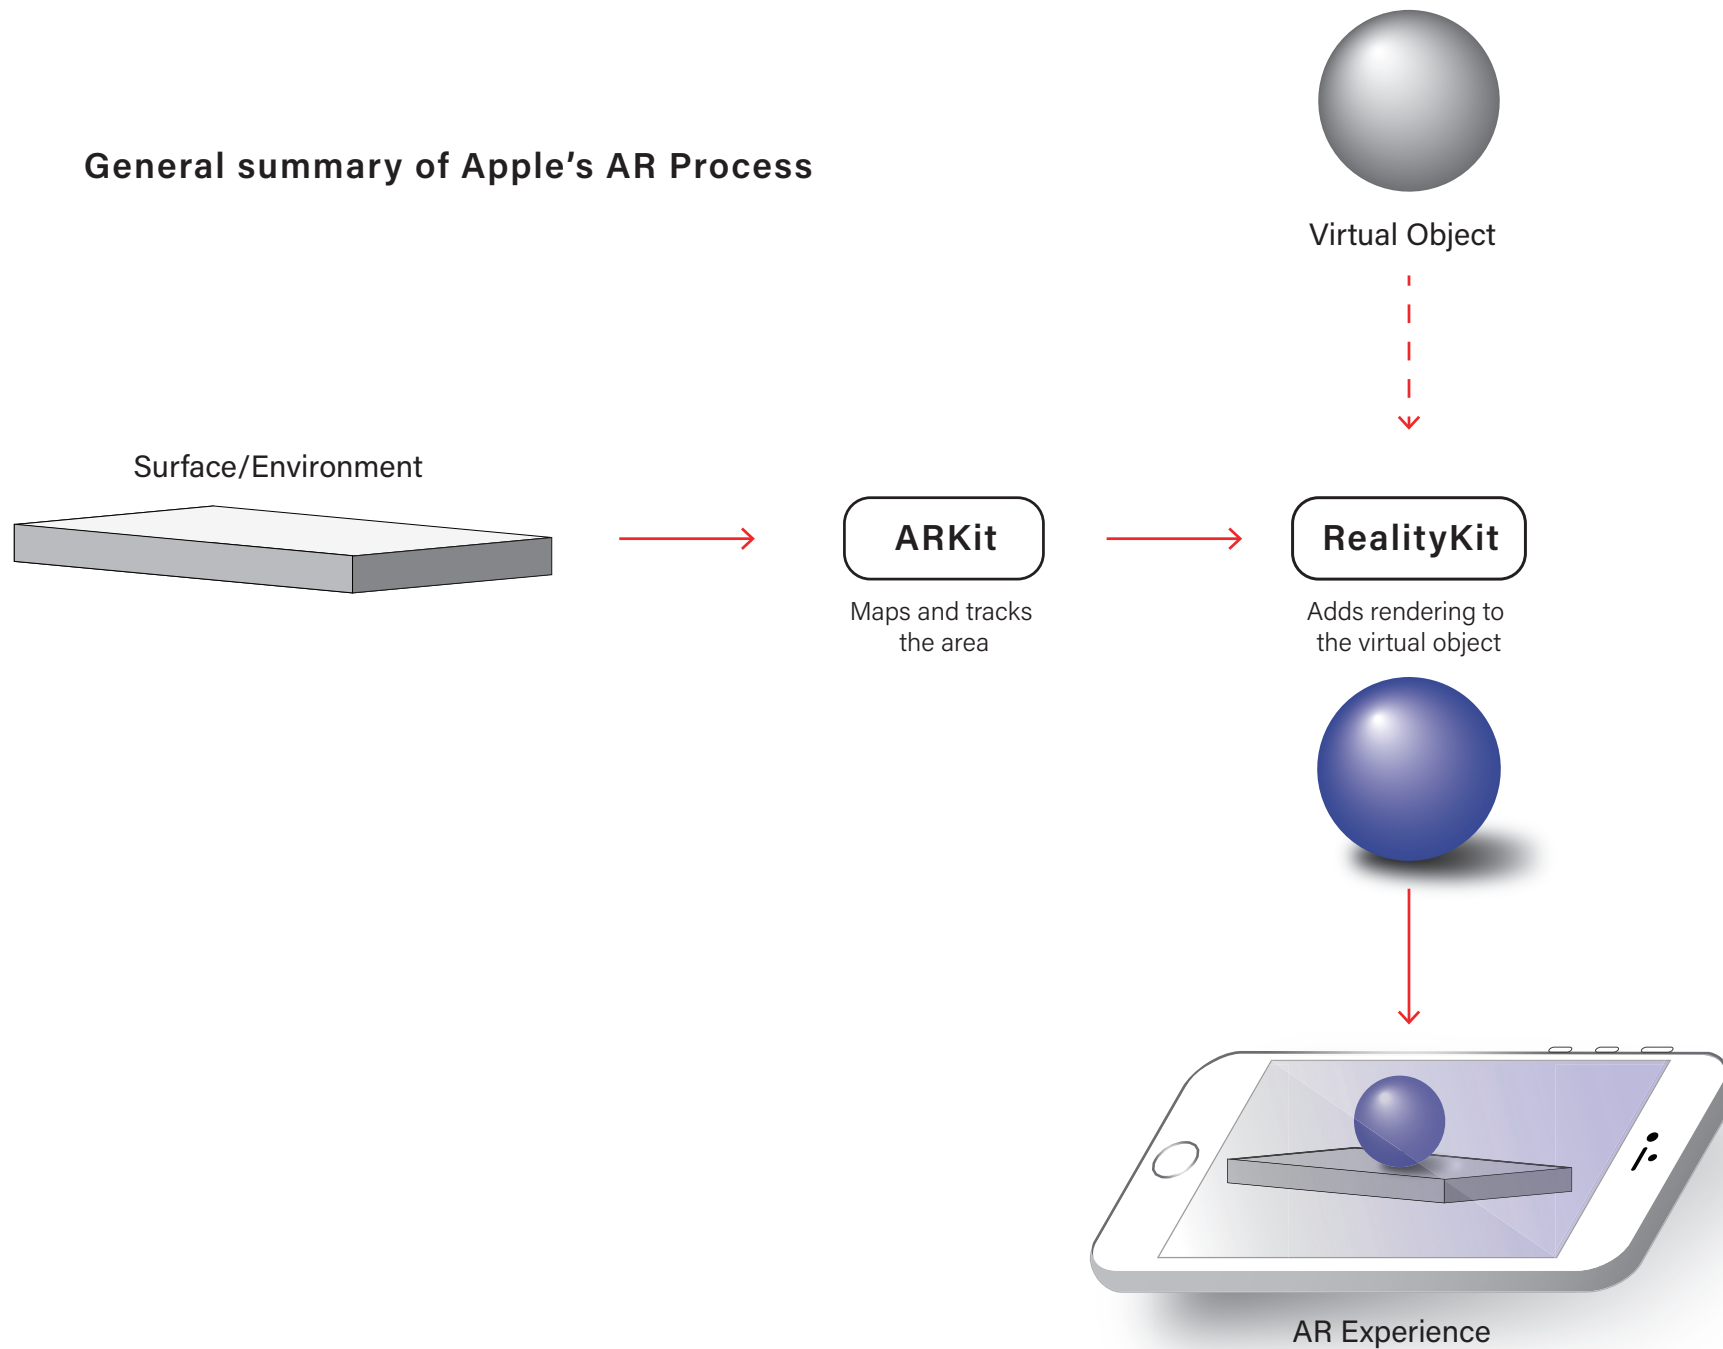 General summary of Apple’s AR Process
Virtual Object
Surface/Environment
ARKit
Maps and tracks
the area
RealityKit
Adds rendering to
the virtual object
AR Experience